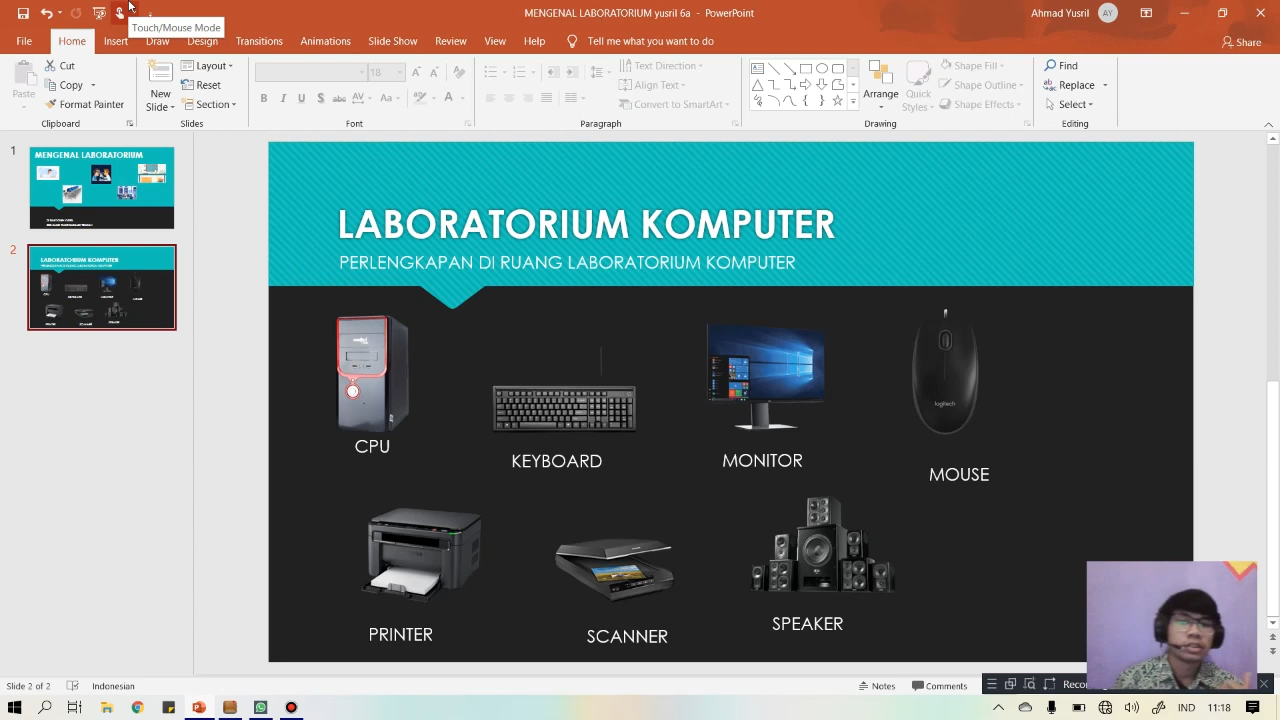 MENGENAL LABORATORIUM yusril 6a - PowerPoint
Ahmad Yusril
AY
Touch/Mouse Mode
File
Home
Insert
Draw
Design
Transitions
Animations
Slide Show
Review
View
Help
Tell me what you want to do
Share
Paste
Cut
Copy
Format Painter
Clipboard
New Slide
Layout
Reset
Section
Slides
18
Font
Text Direction
Align Text
Convert to SmartArt
Paragraph
Arrange
Quick Styles
Shape Fill
Shape Outline
Shape Effects
Drawing
Find
Replace
Select
Editing
1
MENGENAL LABORATORIUM
2
LABORATORIUM KOMPUTER
PERLENGKAPAN DI RUANG LABORATORIUM KOMPUTER
CPU
KEYBOARD
MONITOR
logitech
MOUSE
PRINTER
SCANNER
SPEAKER
Slide 2 of 2
Indonesian
Notes
Comments
IND
11:18